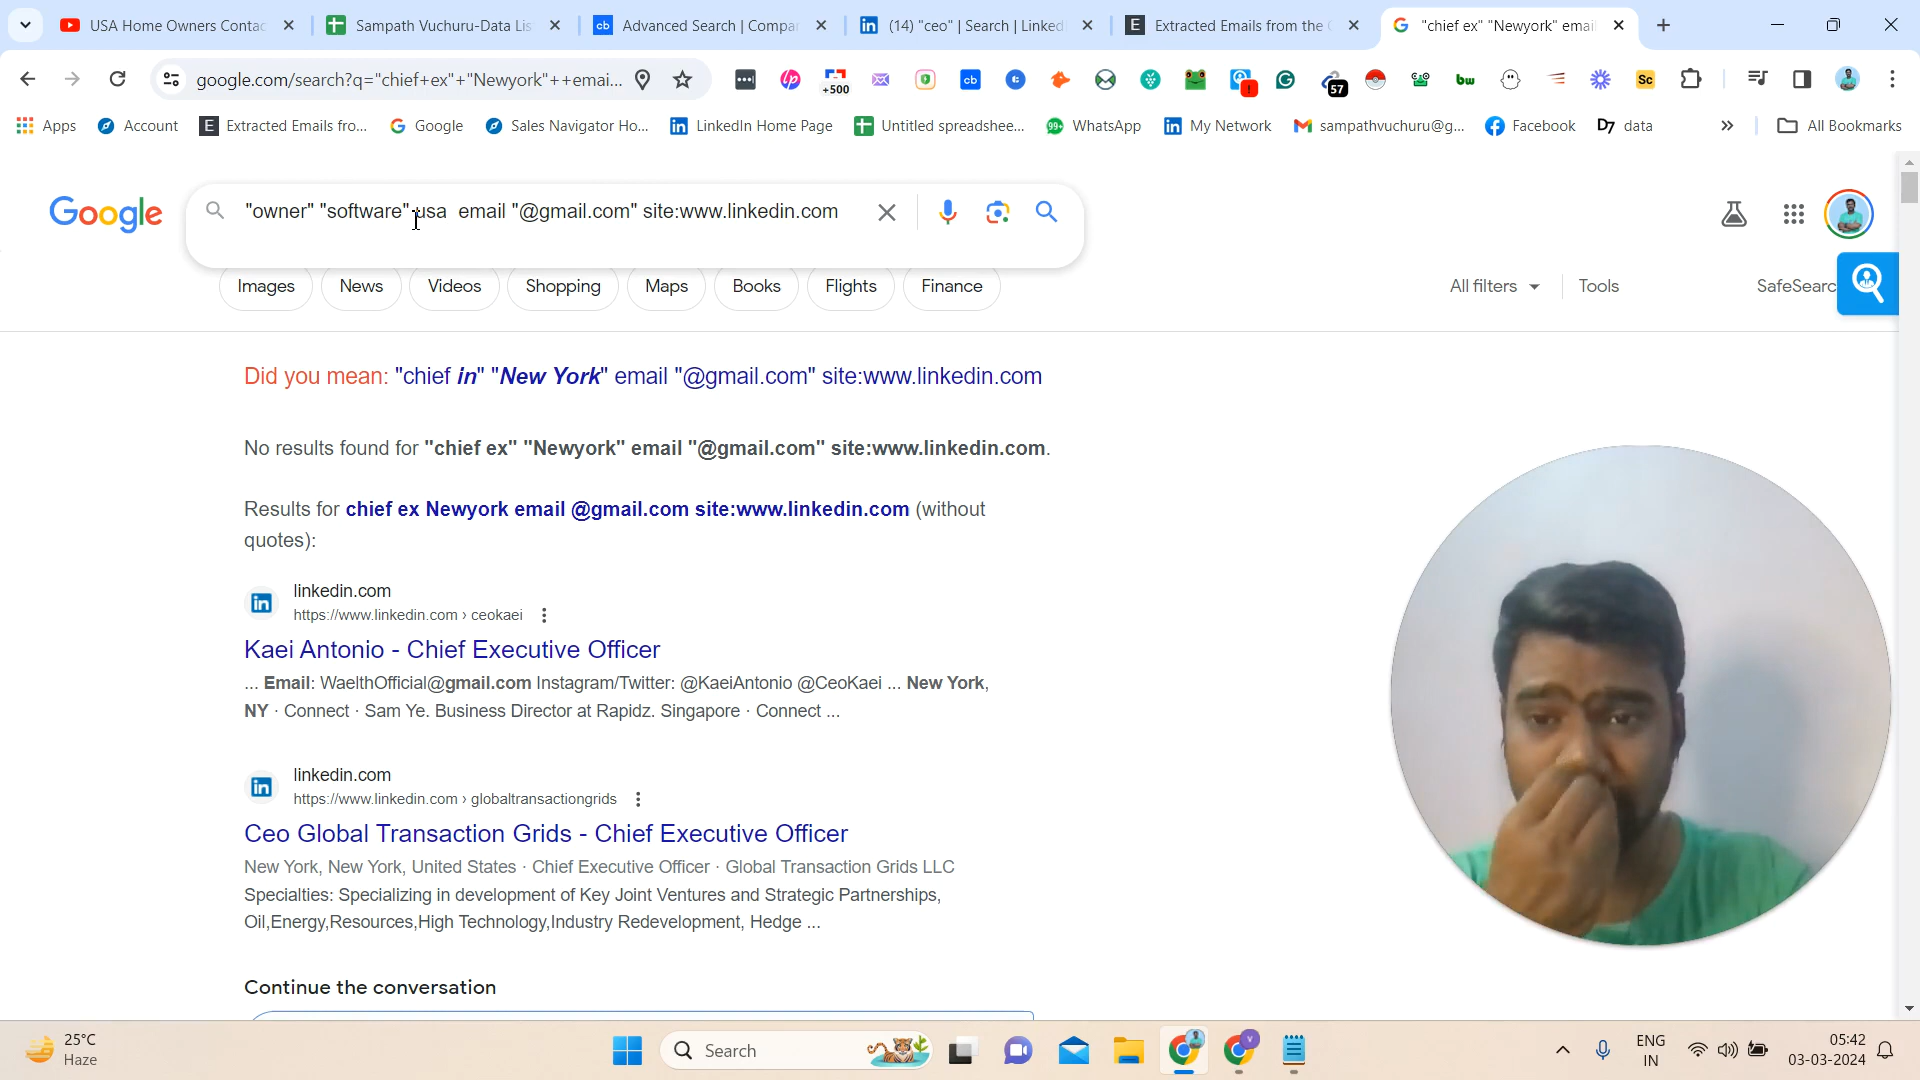 USA Home Owners Contac
Sampath Vuchuru-Data Lis
cb Advanced Search | Compa
(14) "ceo" | Search | Linked
E Extracted Emails from the
"chief ex" "Newyork" emai
google.com/search?q="chief+ex"+"Newyork"++emai...
+500
57
Apps
Account
E Extracted Emails fro...
Google
Sales Navigator Ho...
LinkedIn Home Page
Untitled spreadshee...
99+ WhatsApp
My Network
sampathvuchuru@g...
Facebook
D7 data
All Bookmarks
Google
"owner" "software" usa email "@gmail.com" site:www.linkedin.com
Images
News
Videos
Shopping
Maps
Books
Flights
Finance
All filters
Tools
SafeSearc
Did you mean: "chief in" "New York" email "@gmail.com" site:www.linkedin.com
No results found for "chief ex" "Newyork" email "@gmail.com" site:www.linkedin.com.
Results for chief ex Newyork email @gmail.com site:www.linkedin.com (without
quotes):
linkedin.com
https://www.linkedin.com › ceokaei
Kaei Antonio - Chief Executive Officer
... Email: WaelthOfficial@gmail.com Instagram/Twitter: @KaeiAntonio @CeoKaei ... New York,
NY · Connect · Sam Ye. Business Director at Rapidz. Singapore · Connect ...
linkedin.com
https://www.linkedin.com › globaltransactiongrids
Ceo Global Transaction Grids - Chief Executive Officer
New York, New York, United States · Chief Executive Officer · Global Transaction Grids LLC
Specialties: Specializing in development of Key Joint Ventures and Strategic Partnerships,
Oil,Energy,Resources,High Technology,Industry Redevelopment, Hedge ...
Continue the conversation
25°C
Haze
Search
ENG
IN
05:42
03-03-2024